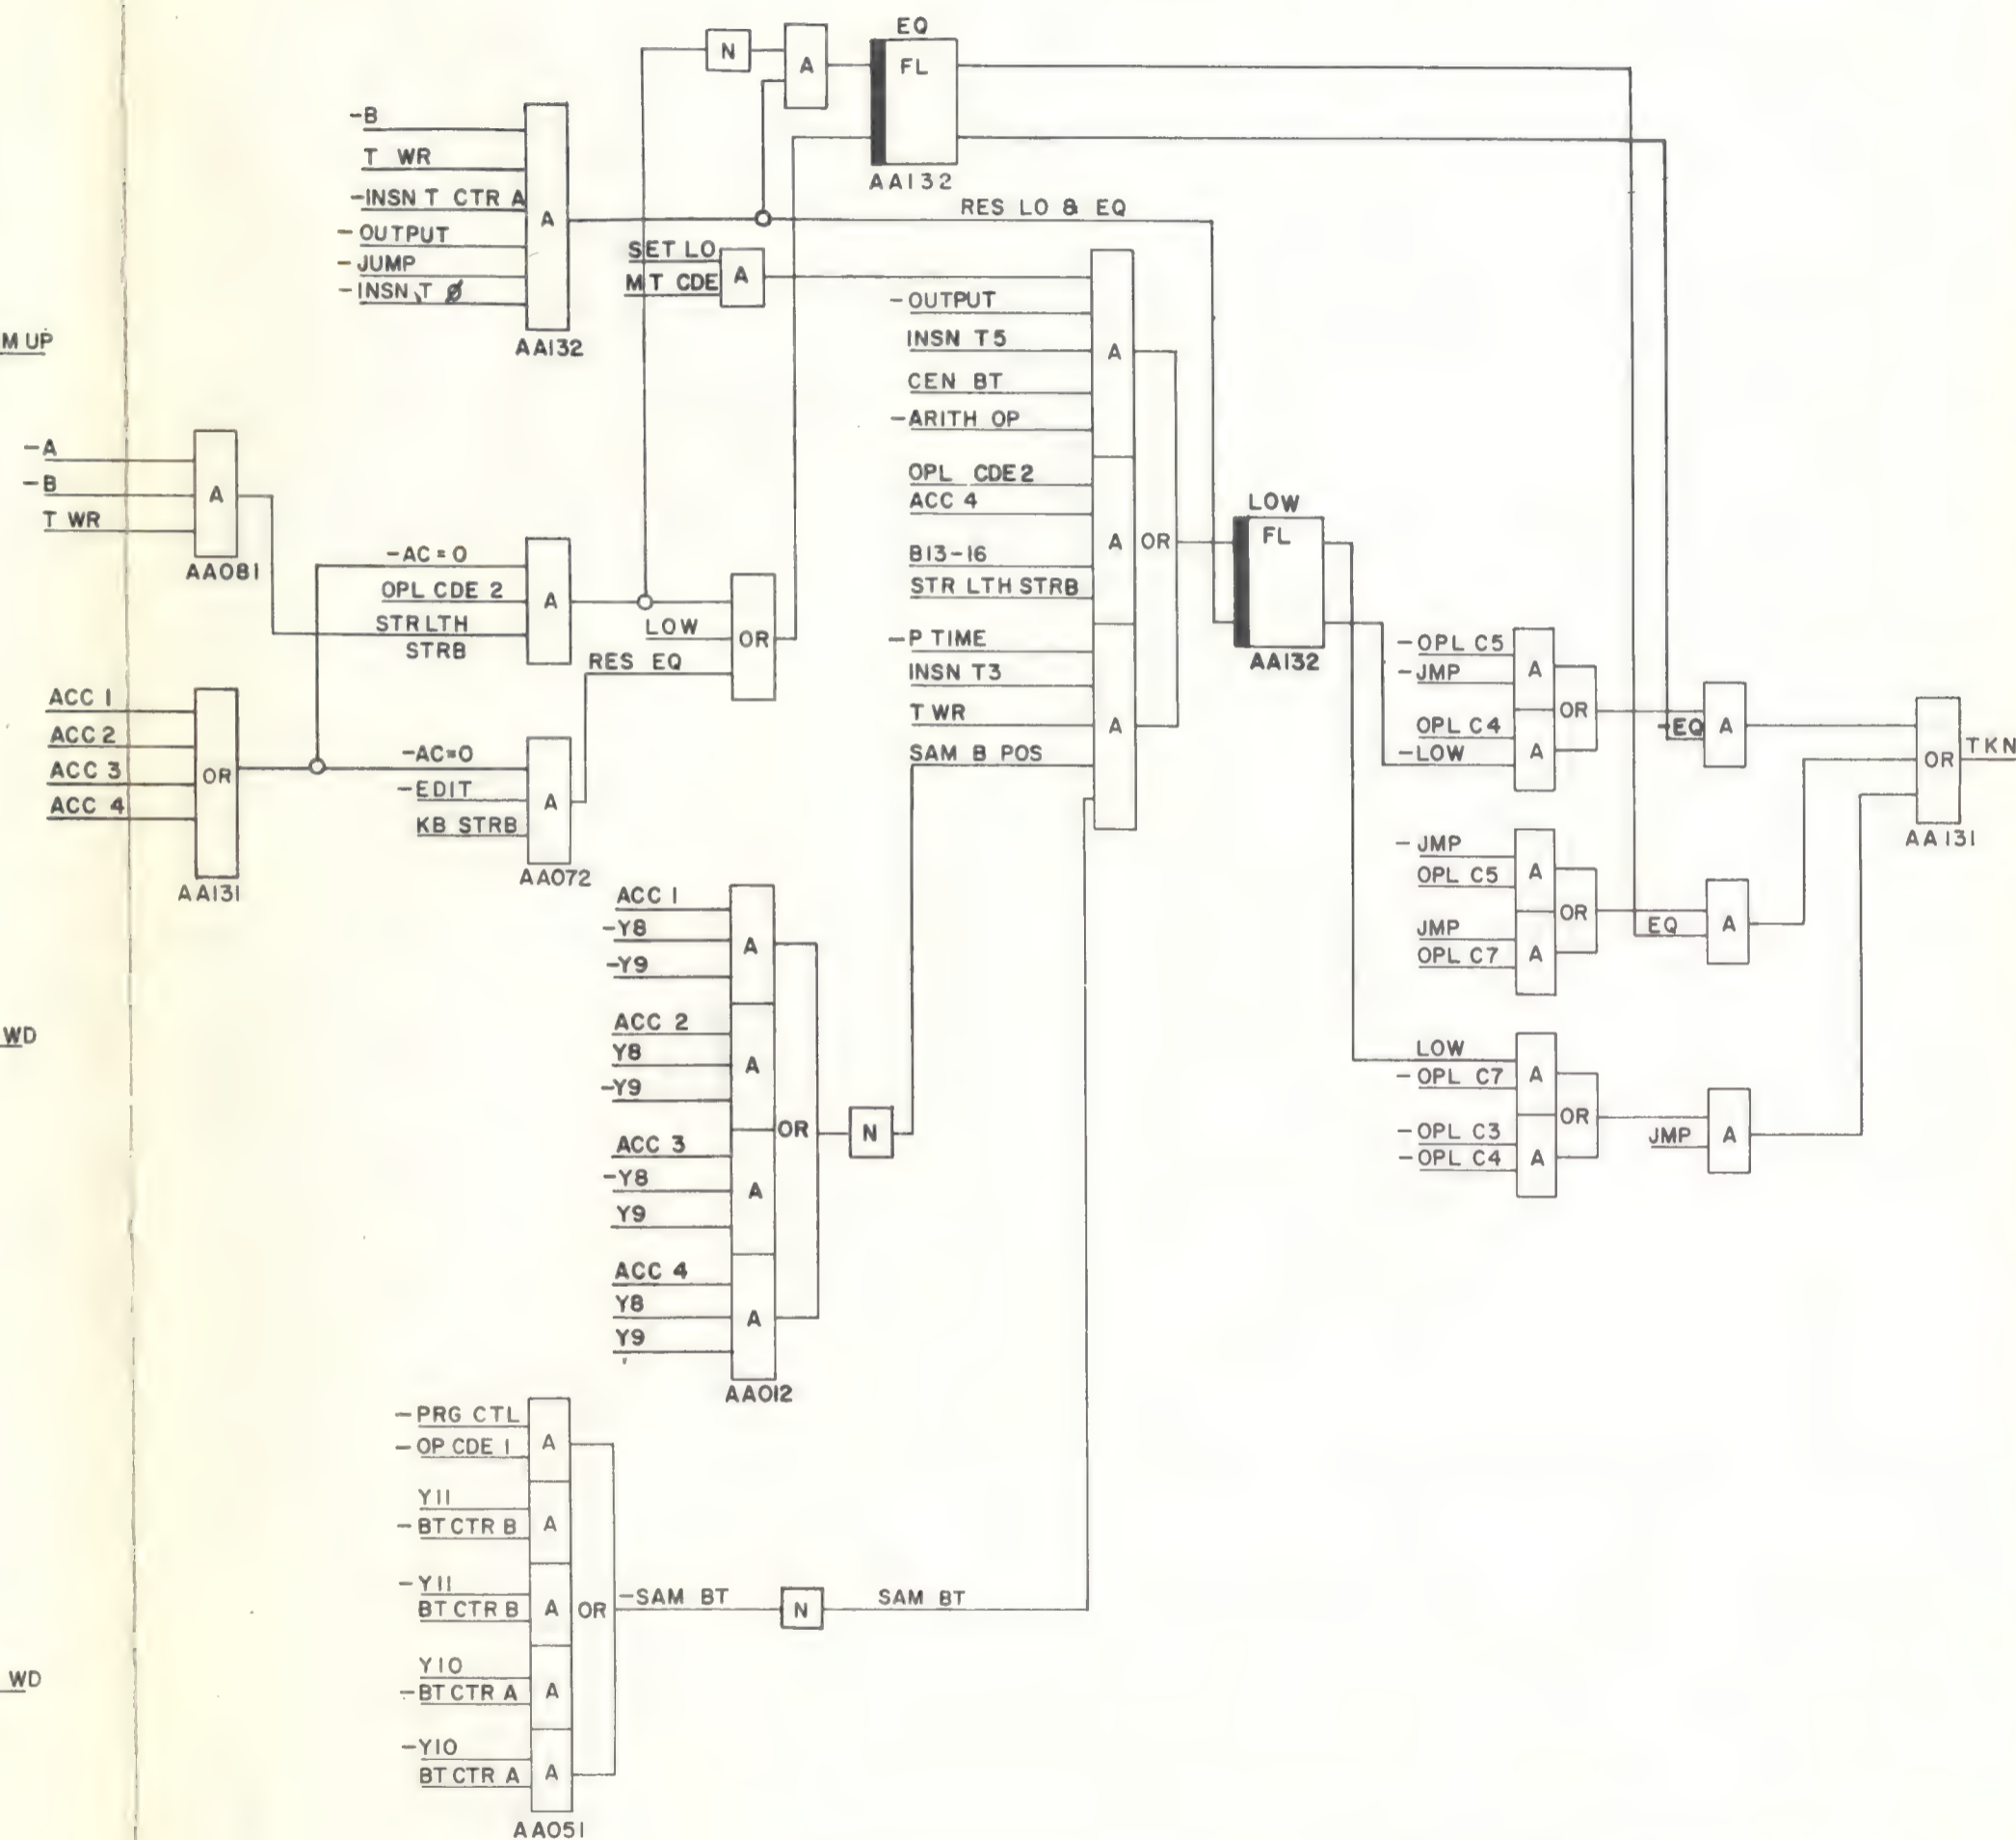 EQ
N
A
FL
AA132
-B
T WR
-INSN T CTR A
-OUTPUT
-JUMP
-INSN T Ø
A
AA132
RES LO & EQ
SET LO
MT CDE
A
M UP
-OUTPUT
INSN T5
CEN BT
-ARITH OP
A
OPL CDE 2
ACC 4
B13-16
STR LTH STRB
A
OR
-P TIME
INSN T3
T WR
SAM B POS
A
LOW
FL
AA132
-A
-B
T WR
A
AA081
-AC=0
OPL CDE 2
STR LTH
STRB
A
LOW
RES EQ
OR
ACC 1
ACC 2
ACC 3
ACC 4
OR
AA131
-AC=0
-EDIT
KB STRB
A
AA072
-OPL C5
-JMP
A
OPL C4
-LOW
A
OR
-EQ
A
OR
TKN
AA131
-JMP
OPL C5
A
JMP
OPL C7
A
OR
EQ
A
LOW
-OPL C7
A
-OPL C3
-OPL C4
A
OR
JMP
A
ACC 1
-Y8
-Y9
A
ACC 2
Y8
-Y9
A
ACC 3
-Y8
Y9
A
ACC 4
Y8
Y9
A
OR
N
AA012
WD
-PRG CTL
-OP CDE 1
A
Y11
-BT CTR B
A
-Y11
BT CTR B
A
OR
-SAM BT
N
SAM BT
Y10
-BT CTR A
A
-Y10
BT CTR A
A
AA051
WD